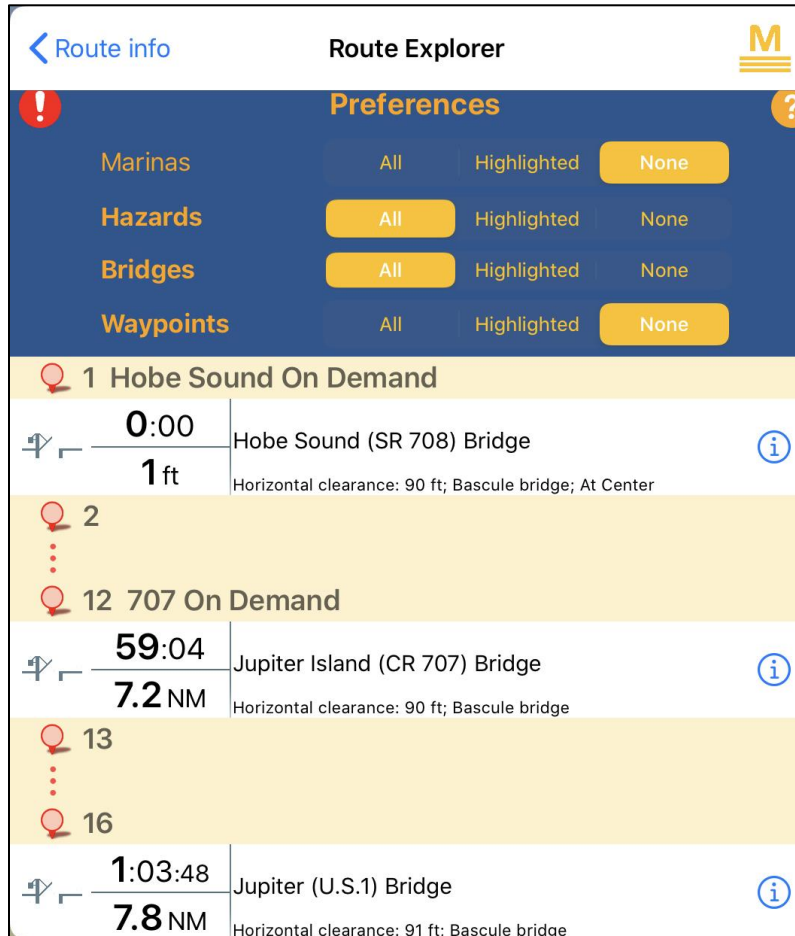 Route info
Route Explorer
M
!
Preferences
?
Marinas All Highlighted None
Hazards All Highlighted None
Bridges All Highlighted None
Waypoints All Highlighted None
1 Hobe Sound On Demand
0:00
1 ft
Hobe Sound (SR 708) Bridge
Horizontal clearance: 90 ft; Bascule bridge; At Center
i
2
12 707 On Demand
59:04
7.2 NM
Jupiter Island (CR 707) Bridge
Horizontal clearance: 90 ft; Bascule bridge
i
13
16
1:03:48
7.8 NM
Jupiter (U.S.1) Bridge
Horizontal clearance: 91 ft; Bascule bridge
i